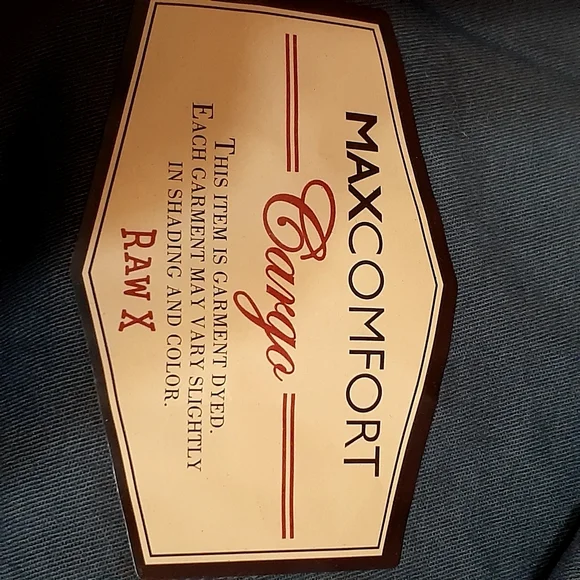 MAXCOMFORT
Cargo
THIS ITEM IS GARMENT DYED.
EACH GARMENT MAY VARY SLIGHTLY
IN SHADING AND COLOR.
RAW X